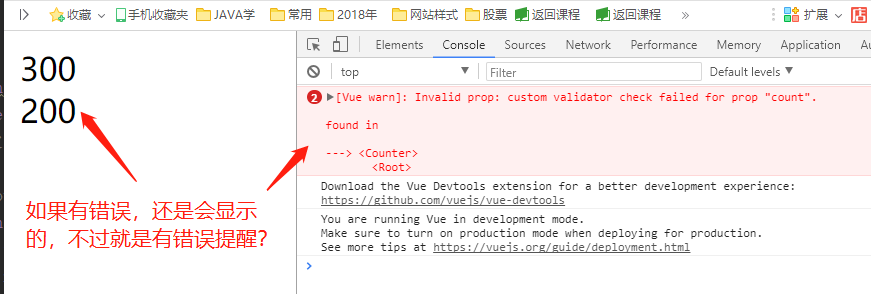 收藏 手机收藏夹 JAVA学 常用 2018年 网站样式 股票 返回课程 返回课程 » 扩展 店
300
200
如果有错误，还是会显示
的，不过就是有错误提醒？
Elements Console Sources Network Performance Memory Application Au
top Filter Default levels
2 [Vue warn]: Invalid prop: custom validator check failed for prop "count".
found in
---> <Counter>
<Root>
Download the Vue Devtools extension for a better development experience:
https://github.com/vuejs/vue-devtools
You are running Vue in development mode.
Make sure to turn on production mode when deploying for production.
See more tips at https://vuejs.org/guide/deployment.html